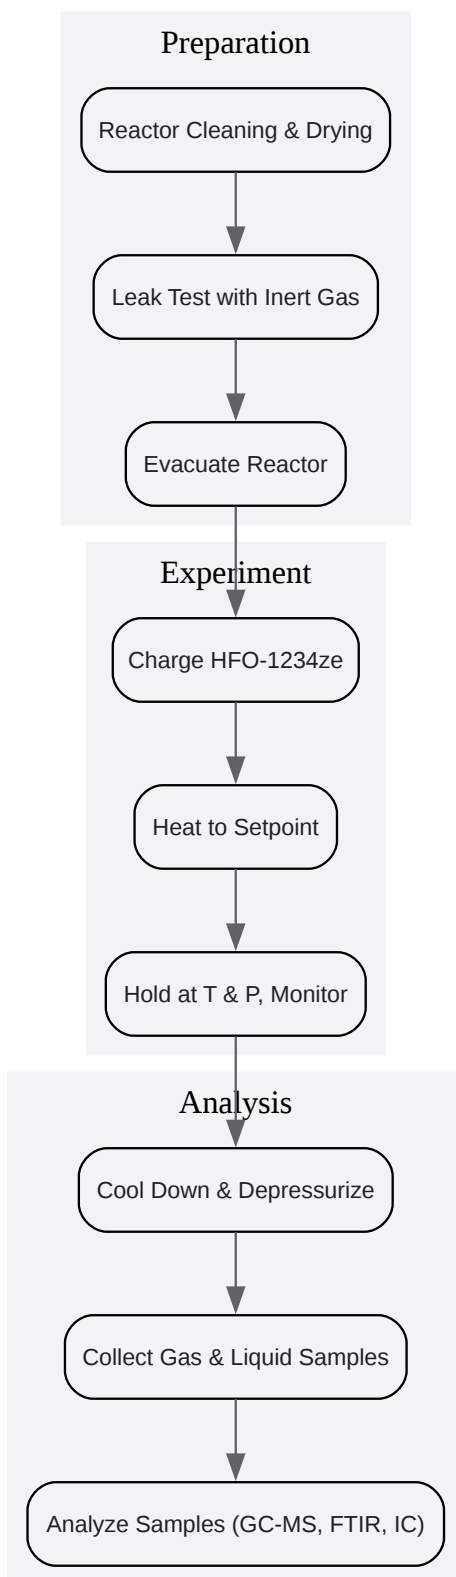 Preparation
Reactor Cleaning & Drying
Leak Test with Inert Gas
Evacuate Reactor
Experiment
Charge HFO-1234ze
Heat to Setpoint
Hold at T & P, Monitor
Analysis
Cool Down & Depressurize
Collect Gas & Liquid Samples
Analyze Samples (GC-MS, FTIR, IC)